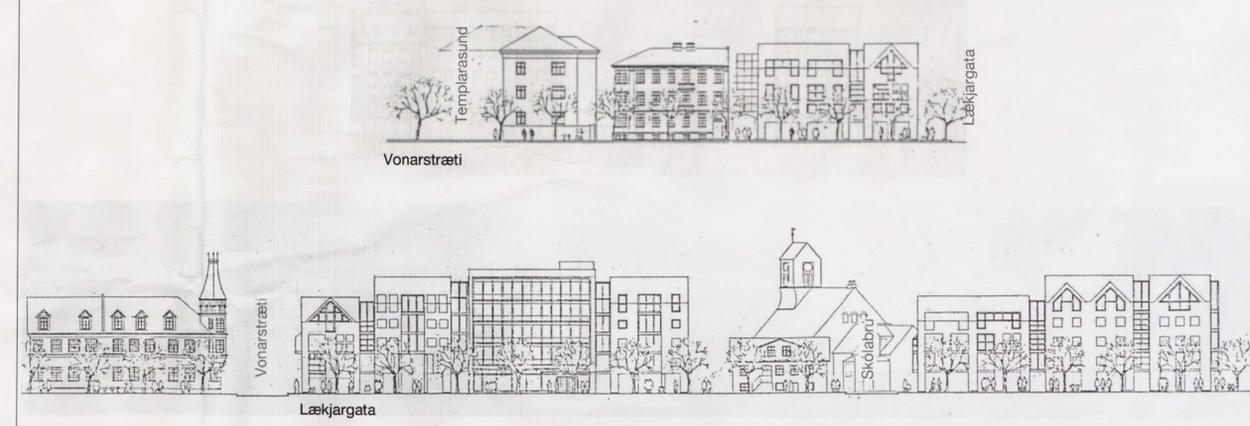 Templarasund
Lækjargata
Vonarstræti
Vonarstræti
Skólabrú
Lækjargata